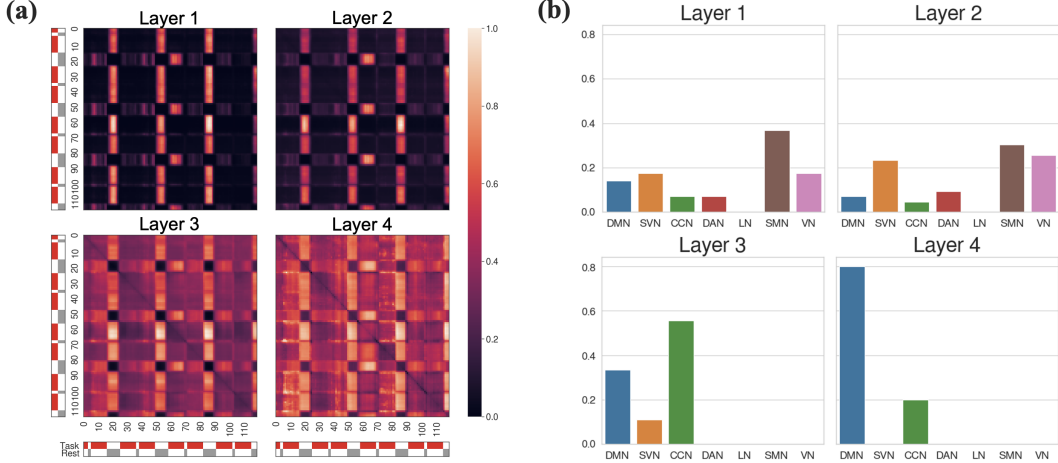 (a)
Layer 1
Layer 2
0 10 20 30 40 50 60 70 80 90 100 110
1.0
0.8
0.6
0.4
0.2
0.0
Layer 3
Layer 4
0 10 20 30 40 50 60 70 80 90 100 110
0 10 20 30 40 50 60 70 80 90 100 110
0 10 20 30 40 50 60 70 80 90 100 110
Task
Rest
(b)
Layer 1
Layer 2
0.8
0.6
0.4
0.2
0.0
DMN SVN CCN DAN LN SMN VN
DMN SVN CCN DAN LN SMN VN
Layer 3
Layer 4
0.8
0.6
0.4
0.2
0.0
DMN SVN CCN DAN LN SMN VN
DMN SVN CCN DAN LN SMN VN